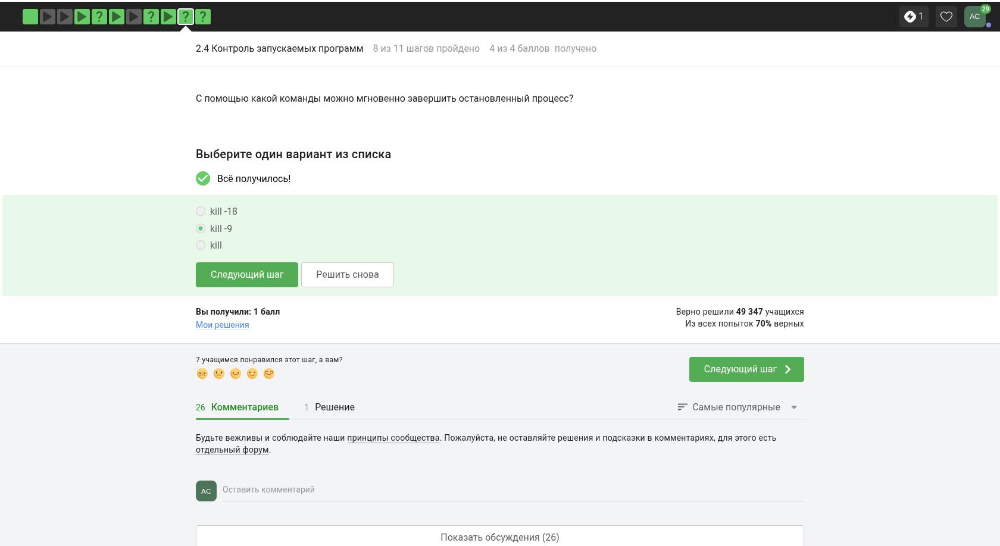 ? ? ? ?
1
AC
29
2.4 Контроль запускаемых программ 8 из 11 шагов пройдено 4 из 4 баллов получено
С помощью какой команды можно мгновенно завершить остановленный процесс?
Выберите один вариант из списка
Всё получилось!
kill -18
kill -9
kill
Следующий шаг Решить снова
Вы получили: 1 балл
Мои решения
Верно решили 49 347 учащихся
Из всех попыток 70% верных
7 учащимся понравился этот шаг, а вам?
Следующий шаг
26 Комментариев 1 Решение Самые популярные
Будьте вежливы и соблюдайте наши принципы сообщества. Пожалуйста, не оставляйте решения и подсказки в комментариях, для этого есть
отдельный форум.
AC Оставить комментарий
Показать обсуждения (26)